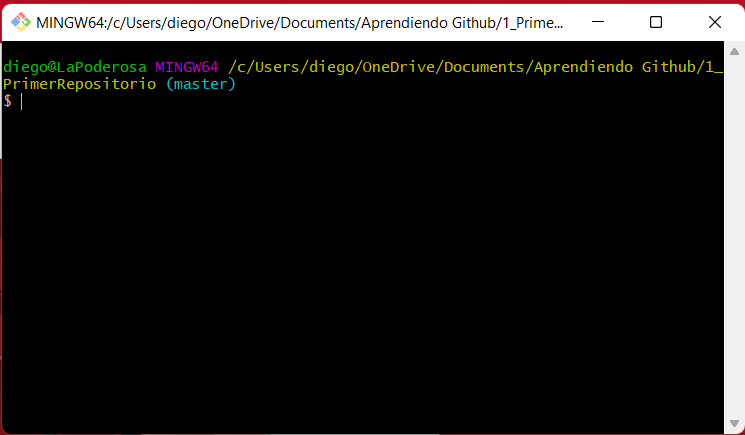 MINGW64:/c/Users/diego/OneDrive/Documents/Aprendiendo Github/1_Prime...
diego@LaPoderosa MINGW64 /c/Users/diego/OneDrive/Documents/Aprendiendo Github/1_
PrimerRepositorio (master)
$